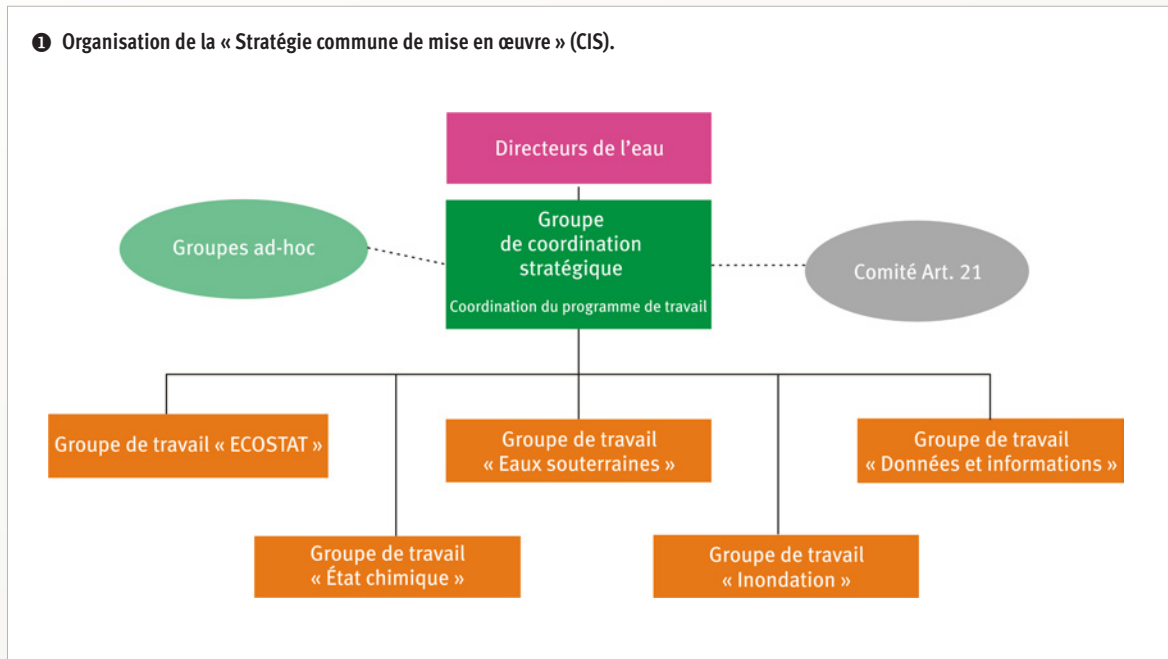 ❶ Organisation de la « Stratégie commune de mise en œuvre » (CIS).
Directeurs de l’eau
Groupe
de coordination
stratégique
Coordination du programme de travail
Groupes ad-hoc
Comité Art. 21
Groupe de travail « ECOSTAT »
Groupe de travail
« Eaux souterraines »
Groupe de travail
« Données et informations »
Groupe de travail
« État chimique »
Groupe de travail
« Inondation »